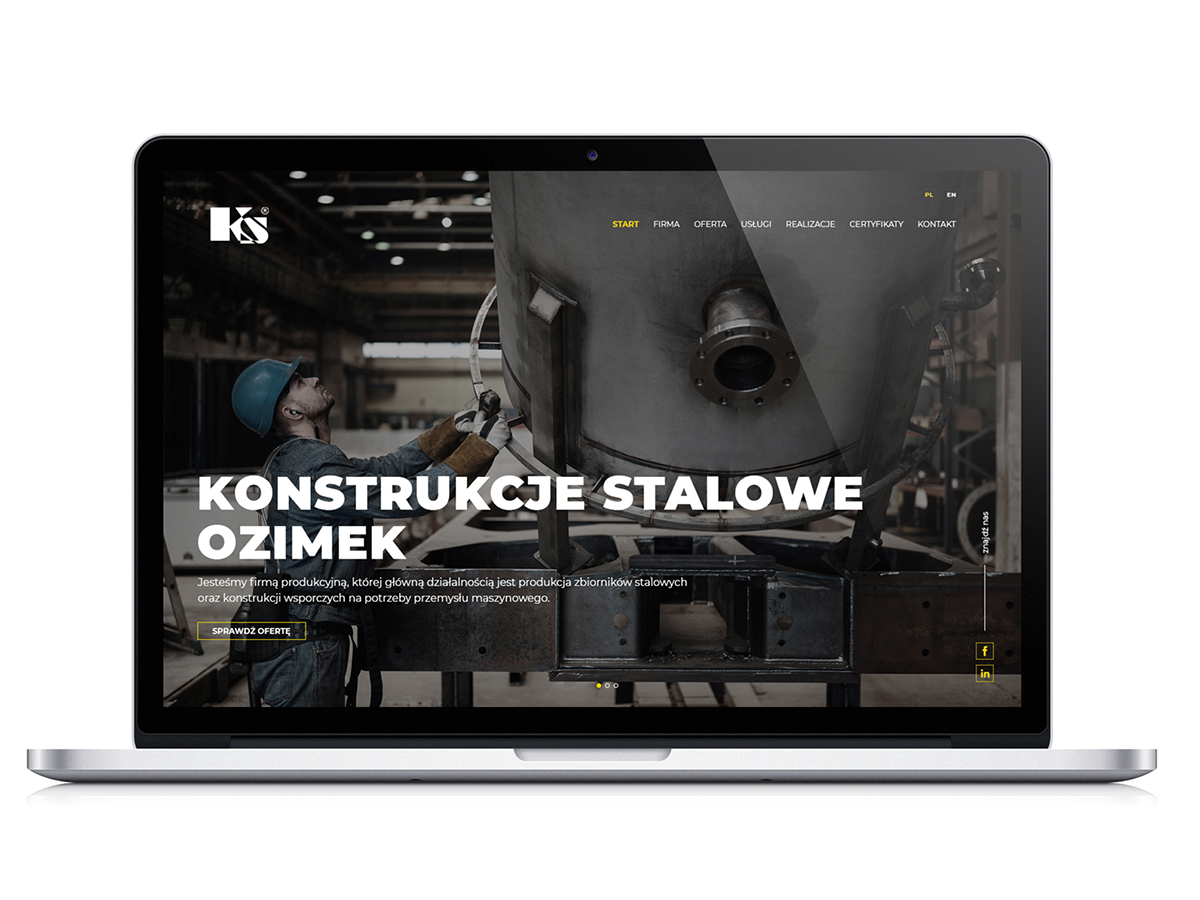 PL EN
KS®
START FIRMA OFERTA USŁUGI REALIZACJE CERTYFIKATY KONTAKT
KONSTRUKCJE STALOWE
OZIMEK
Jesteśmy firmą produkcyjną, której główną działalnością jest produkcja zbiorników stalowych
oraz konstrukcji wsporczych na potrzeby przemysłu maszynowego.
SPRAWDŹ OFERTĘ
znajdź nas
f
in